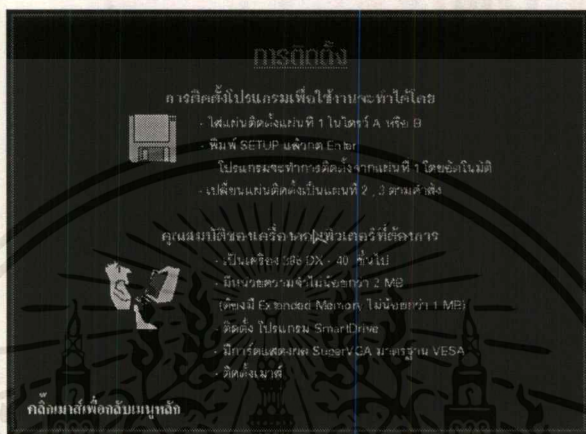 การติดตั้ง
การติดตั้งโปรแกรมเพื่อใช้งานจะทำได้โดย
- ใส่แผ่นติดตั้งแผ่นที่ 1 ในไดรว์ A หรือ B
- พิมพ์ SETUP แล้วกด Enter
โปรแกรมจะทำการติดตั้งจากแผ่นที่ 1 โดยอัตโนมัติ
- เปลี่ยนแผ่นติดตั้งเป็นแผ่นที่ 2 , 3 ตามคำสั่ง
คุณสมบัติของเครื่องคอมพิวเตอร์ที่ต้องการ
- เป็นเครื่อง 386 DX - 40 ขึ้นไป
- มีหน่วยความจำไม่น้อยกว่า 2 MB
(ต้องมี Extended Memory ไม่น้อยกว่า 1 MB)
- ติดตั้ง โปรแกรม SmartDrive
- มีการ์ดแสดงผล SuperVGA มาตรฐาน VESA
- ติดตั้งเมาส์
คลิ๊กเมาส์เพื่อกลับเมนูหลัก